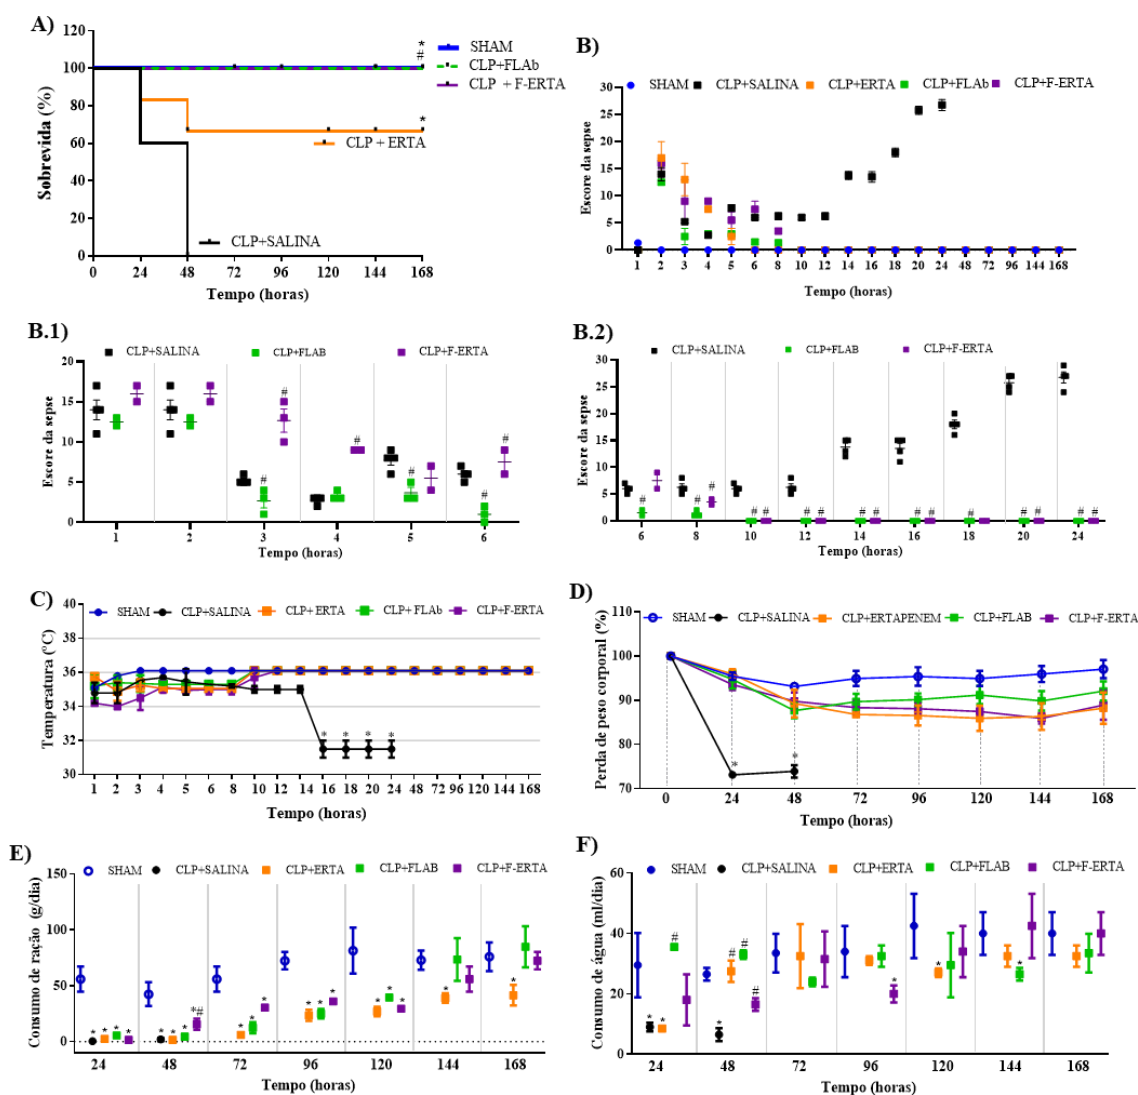 A)
120
100
80
60
40
20
0
Sobrevida (%)
*
#
SHAM
CLP+FLAb
CLP + F-ERTA
*
CLP + ERTA
CLP+SALINA
0 24 48 72 96 120 144 168
Tempo (horas)
B)
SHAM CLP+SALINA CLP+ERTA CLP+FLAb CLP+F-ERTA
30
25
20
15
10
5
0
Escore da sepse
1 2 3 4 5 6 8 10 12 14 16 18 20 24 48 72 96 144 168
Tempo (horas)
B.1)
CLP+SALINA CLP+FLAB CLP+F-ERTA
20
15
10
5
0
Escore da sepse
# # # # # #
1 2 3 4 5 6
Tempo (horas)
B.2)
CLP+SALINA CLP+FLAB CLP+F-ERTA
30
25
20
15
10
5
0
Escore da sepse
# # # # # # # # # # # # # # # #
6 8 10 12 14 16 18 20 24
Tempo (horas)
C)
SHAM CLP+SALINA CLP+ ERTA CLP+ FLAb CLP+F-ERTA
40
38
36
34
32
30
Temperatura (ºC)
* * * *
1 2 3 4 5 6 8 10 12 14 16 18 20 24 48 72 96 120 144 168
Tempo (horas)
D)
SHAM CLP+SALINA CLP+ERTAPENEM CLP+FLAB CLP+F-ERTA
110
100
90
80
70
Perda de peso corporal (%)
* *
0 24 48 72 96 120 144 168
Tempo (horas)
E)
SHAM CLP+SALINA CLP+ERTA CLP+FLAB CLP+F-ERTA
150
100
50
0
Consumo de ração (g/dia)
* * * * * * * *# * * * * * * * * * * *
24 48 72 96 120 144 168
Tempo (horas)
F)
SHAM CLP+SALINA CLP+ERTA CLP+FLAB CLP+F-ERTA
60
40
20
0
Consumo de água (ml/dia)
* * # * # # # * * *
24 48 72 96 120 144 168
Tempo (horas)